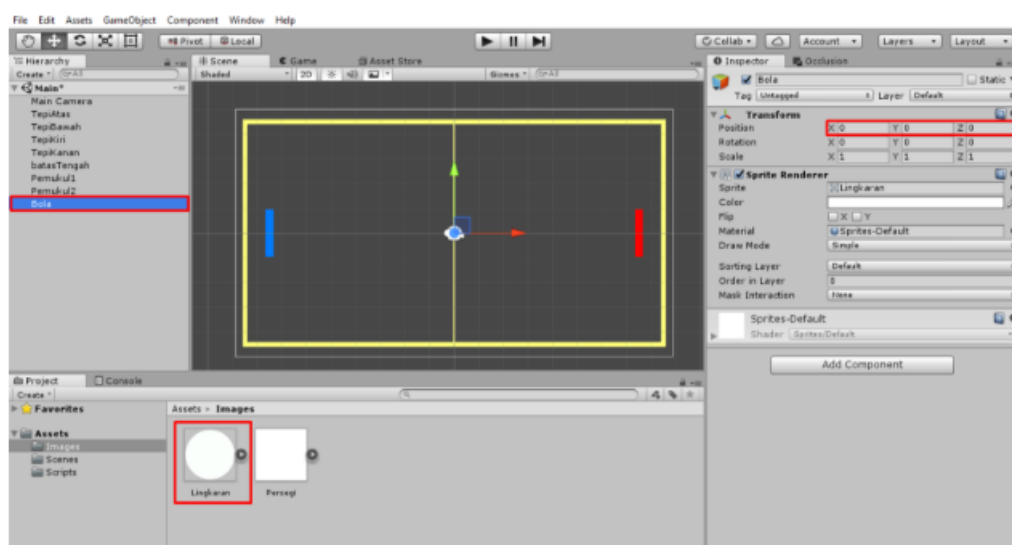 File Edit Assets GameObject Component Window Help
Pivot Local
Collab Account Layers Layout
Hierarchy
Create All
Main*
Main Camera
TepiAtas
TepiBawah
TepiKiri
TepiKanan
batasTengah
Pemukul1
Pemukul2
Bola
Scene Game Asset Store
Shaded 2D Gizmos All
Inspector Occlusion
Bola Static
Tag Untagged Layer Default
Transform
Position X 0 Y 0 Z 0
Rotation X 0 Y 0 Z 0
Scale X 1 Y 1 Z 1
Sprite Renderer
Sprite Lingkaran
Color
Flip X Y
Material Sprites-Default
Draw Mode Simple
Sorting Layer Default
Order in Layer 0
Mask Interaction None
Sprites-Default
Shader Sprites/Default
Add Component
Project Console
Create
Favorites
Assets
Images
Scenes
Scripts
Assets > Images
Lingkaran Persegi